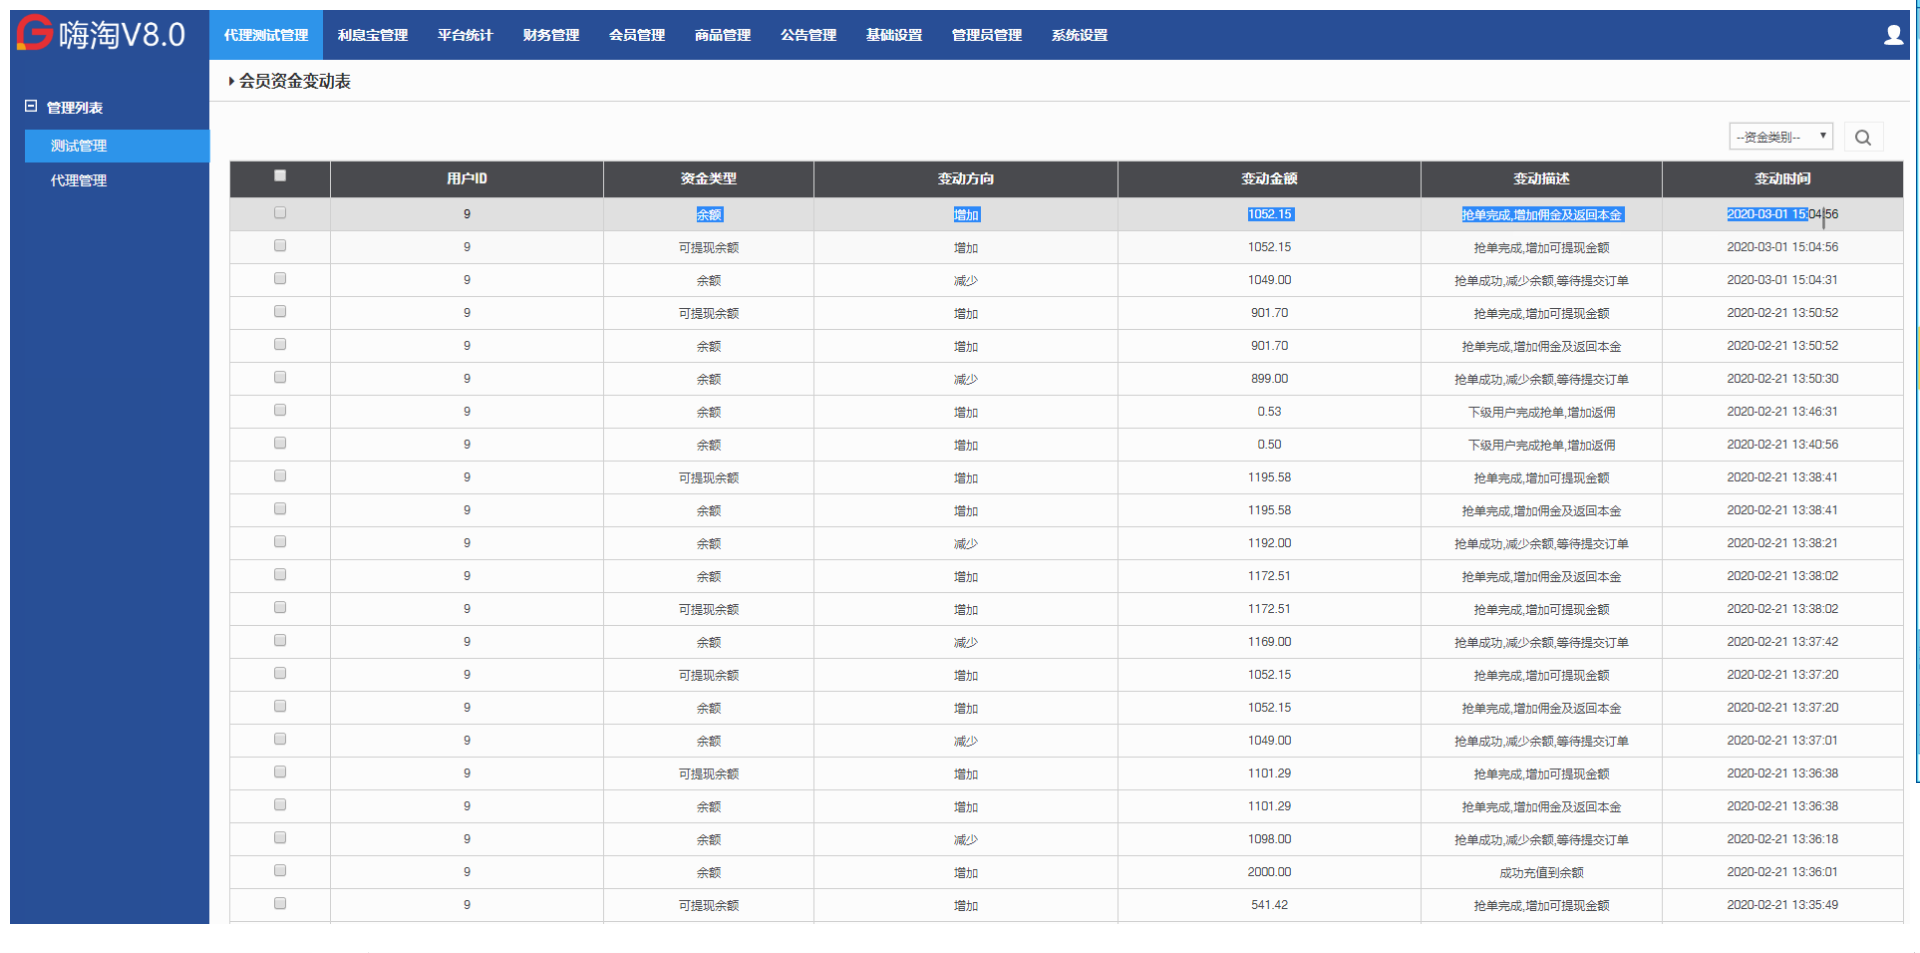 嗨淘V8.0
代理测试管理 利息宝管理 平台统计 财务管理 会员管理 商品管理 公告管理 基础设置 管理员管理 系统设置
会员资金变动表
管理列表
测试管理
代理管理
--资金类别--
用户ID 资金类型 变动方向 变动金额 变动描述 变动时间
9 余额 增加 1052.15 抢单完成,增加佣金及返回本金 2020-03-01 15:04:56
9 可提现余额 增加 1052.15 抢单完成,增加可提现金额 2020-03-01 15:04:56
9 余额 减少 1049.00 抢单成功,减少余额,等待提交订单 2020-03-01 15:04:31
9 可提现余额 增加 901.70 抢单完成,增加可提现金额 2020-02-21 13:50:52
9 余额 增加 901.70 抢单完成,增加佣金及返回本金 2020-02-21 13:50:52
9 余额 减少 899.00 抢单成功,减少余额,等待提交订单 2020-02-21 13:50:30
9 余额 增加 0.53 下级用户完成抢单,增加返佣 2020-02-21 13:46:31
9 余额 增加 0.50 下级用户完成抢单,增加返佣 2020-02-21 13:40:56
9 可提现余额 增加 1195.58 抢单完成,增加可提现金额 2020-02-21 13:38:41
9 余额 增加 1195.58 抢单完成,增加佣金及返回本金 2020-02-21 13:38:41
9 余额 减少 1192.00 抢单成功,减少余额,等待提交订单 2020-02-21 13:38:21
9 余额 增加 1172.51 抢单完成,增加佣金及返回本金 2020-02-21 13:38:02
9 可提现余额 增加 1172.51 抢单完成,增加可提现金额 2020-02-21 13:38:02
9 余额 减少 1169.00 抢单成功,减少余额,等待提交订单 2020-02-21 13:37:42
9 可提现余额 增加 1052.15 抢单完成,增加可提现金额 2020-02-21 13:37:20
9 余额 增加 1052.15 抢单完成,增加佣金及返回本金 2020-02-21 13:37:20
9 余额 减少 1049.00 抢单成功,减少余额,等待提交订单 2020-02-21 13:37:01
9 可提现余额 增加 1101.29 抢单完成,增加可提现金额 2020-02-21 13:36:38
9 余额 增加 1101.29 抢单完成,增加佣金及返回本金 2020-02-21 13:36:38
9 余额 减少 1098.00 抢单成功,减少余额,等待提交订单 2020-02-21 13:36:18
9 余额 增加 2000.00 成功充值到余额 2020-02-21 13:36:01
9 可提现余额 增加 541.42 抢单完成,增加可提现金额 2020-02-21 13:35:49